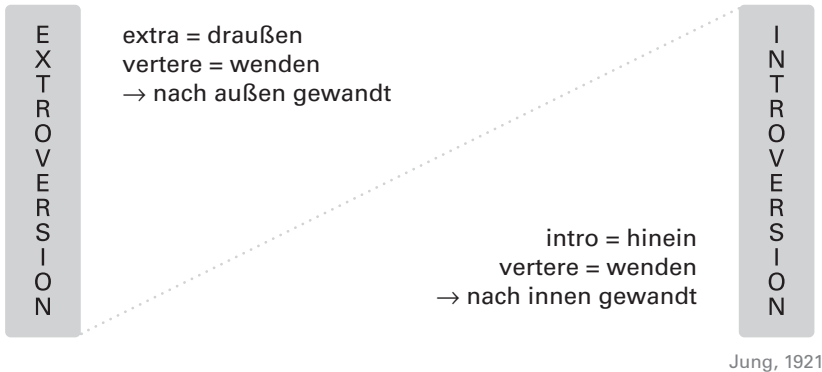 EXTROVERSION
extra = draußen
vertere = wenden
→ nach außen gewandt
intro = hinein
vertere = wenden
→ nach innen gewandt
INTROVERSION
Jung, 1921